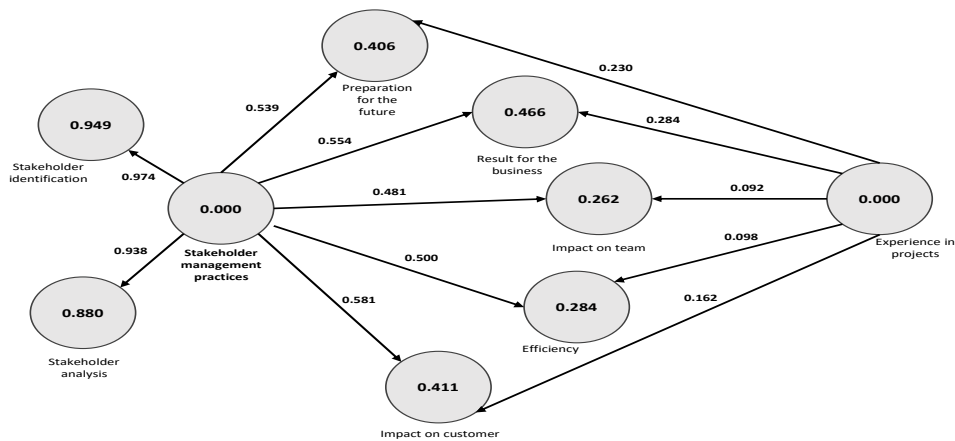 0.406
Preparation
for the
future
0.230
0.539
0.949
Stakeholder
identification
0.974
0.554
0.466
Result for the
business
0.284
0.000
Stakeholder
management
practices
0.481
0.262
Impact on team
0.092
0.000
Experience in
projects
0.938
0.880
Stakeholder
analysis
0.500
0.284
Efficiency
0.098
0.581
0.411
Impact on customer
0.162